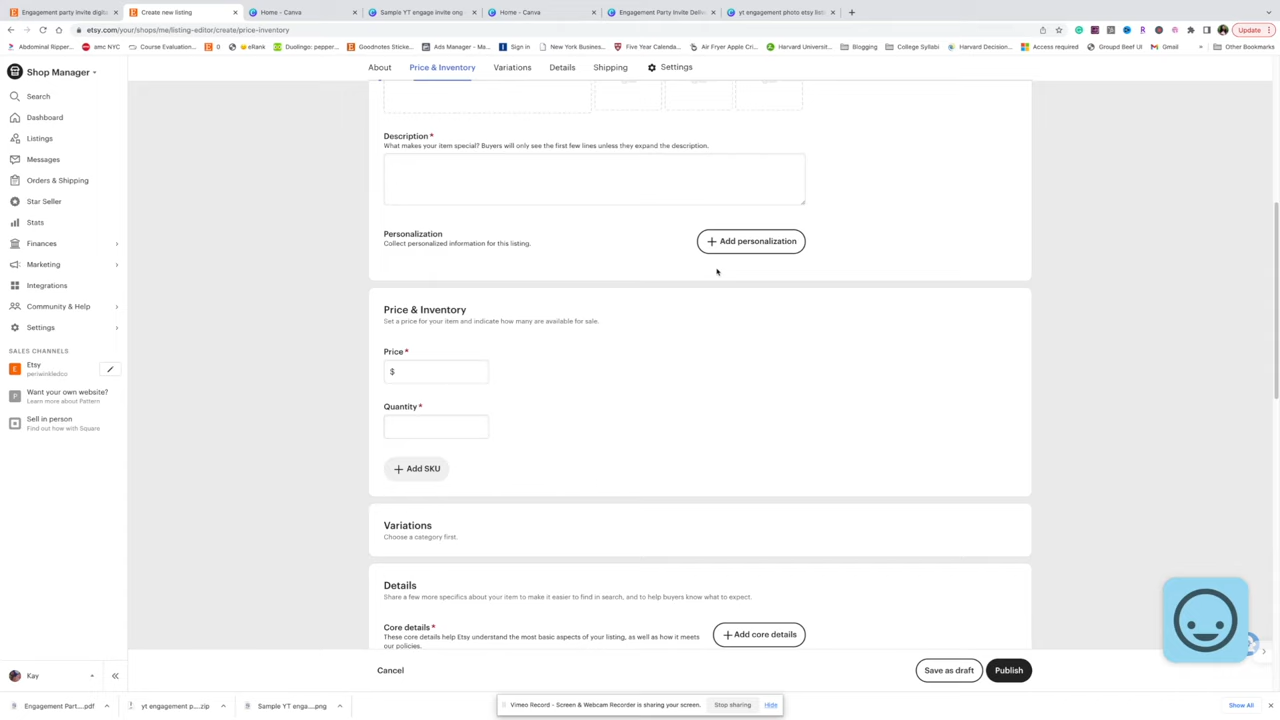 Engagement party invite digital
Create new listing
Home - Canva
Sample YT engage invite ong
Home - Canva
Engagement Party Invite Deliv
yt engagement photo etsy listi
etsy.com/your/shops/me/listing-editor/create/price-inventory
Update
Abdominal Ripper...
amc NYC
Course Evaluation...
0
eRank
Duolingo: pepper...
Goodnotes Sticke...
Ads Manager - Ma...
Sign in
New York Business...
Five Year Calenda...
Air Fryer Apple Cri...
Harvard Universit...
Blogging
College Syllabi
Harvard Decision...
Access required
Groupd Beef UI
Gmail
»
Other Bookmarks
Shop Manager
Search
Dashboard
Listings
Messages
Orders & Shipping
Star Seller
Stats
Finances
Marketing
Integrations
Community & Help
Settings
SALES CHANNELS
E
Etsy
periwinkledco
P
Want your own website?
Learn more about Pattern
Sell in person
Find out how with Square
Kay
About
Price & Inventory
Variations
Details
Shipping
Settings
Description *
What makes your item special? Buyers will only see the first few lines unless they expand the description.
Personalization
Collect personalized information for this listing.
+ Add personalization
Price & Inventory
Set a price for your item and indicate how many are available for sale.
Price *
$
Quantity *
+ Add SKU
Variations
Choose a category first.
Details
Share a few more specifics about your item to make it easier to find in search, and to help buyers know what to expect.
Core details *
These core details help Etsy understand the most basic aspects of your listing, as well as how it meets
our policies.
+ Add core details
Cancel
Save as draft
Publish
Engagement Part....pdf
yt engagement p....zip
Sample YT enga....png
Vimeo Record - Screen & Webcam Recorder is sharing your screen.
Stop sharing
Hide
Show All